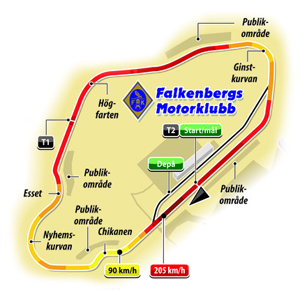 Publik-
område
Ginst-
kurvan
Hög-
farten
Falkenbergs
Motorklubb
T1
T2
Start/mål
Depå
Publik-
område
Publik-
område
Esset
Publik-
område
Nyhems-
kurvan
Chikanen
90 km/h
205 km/h